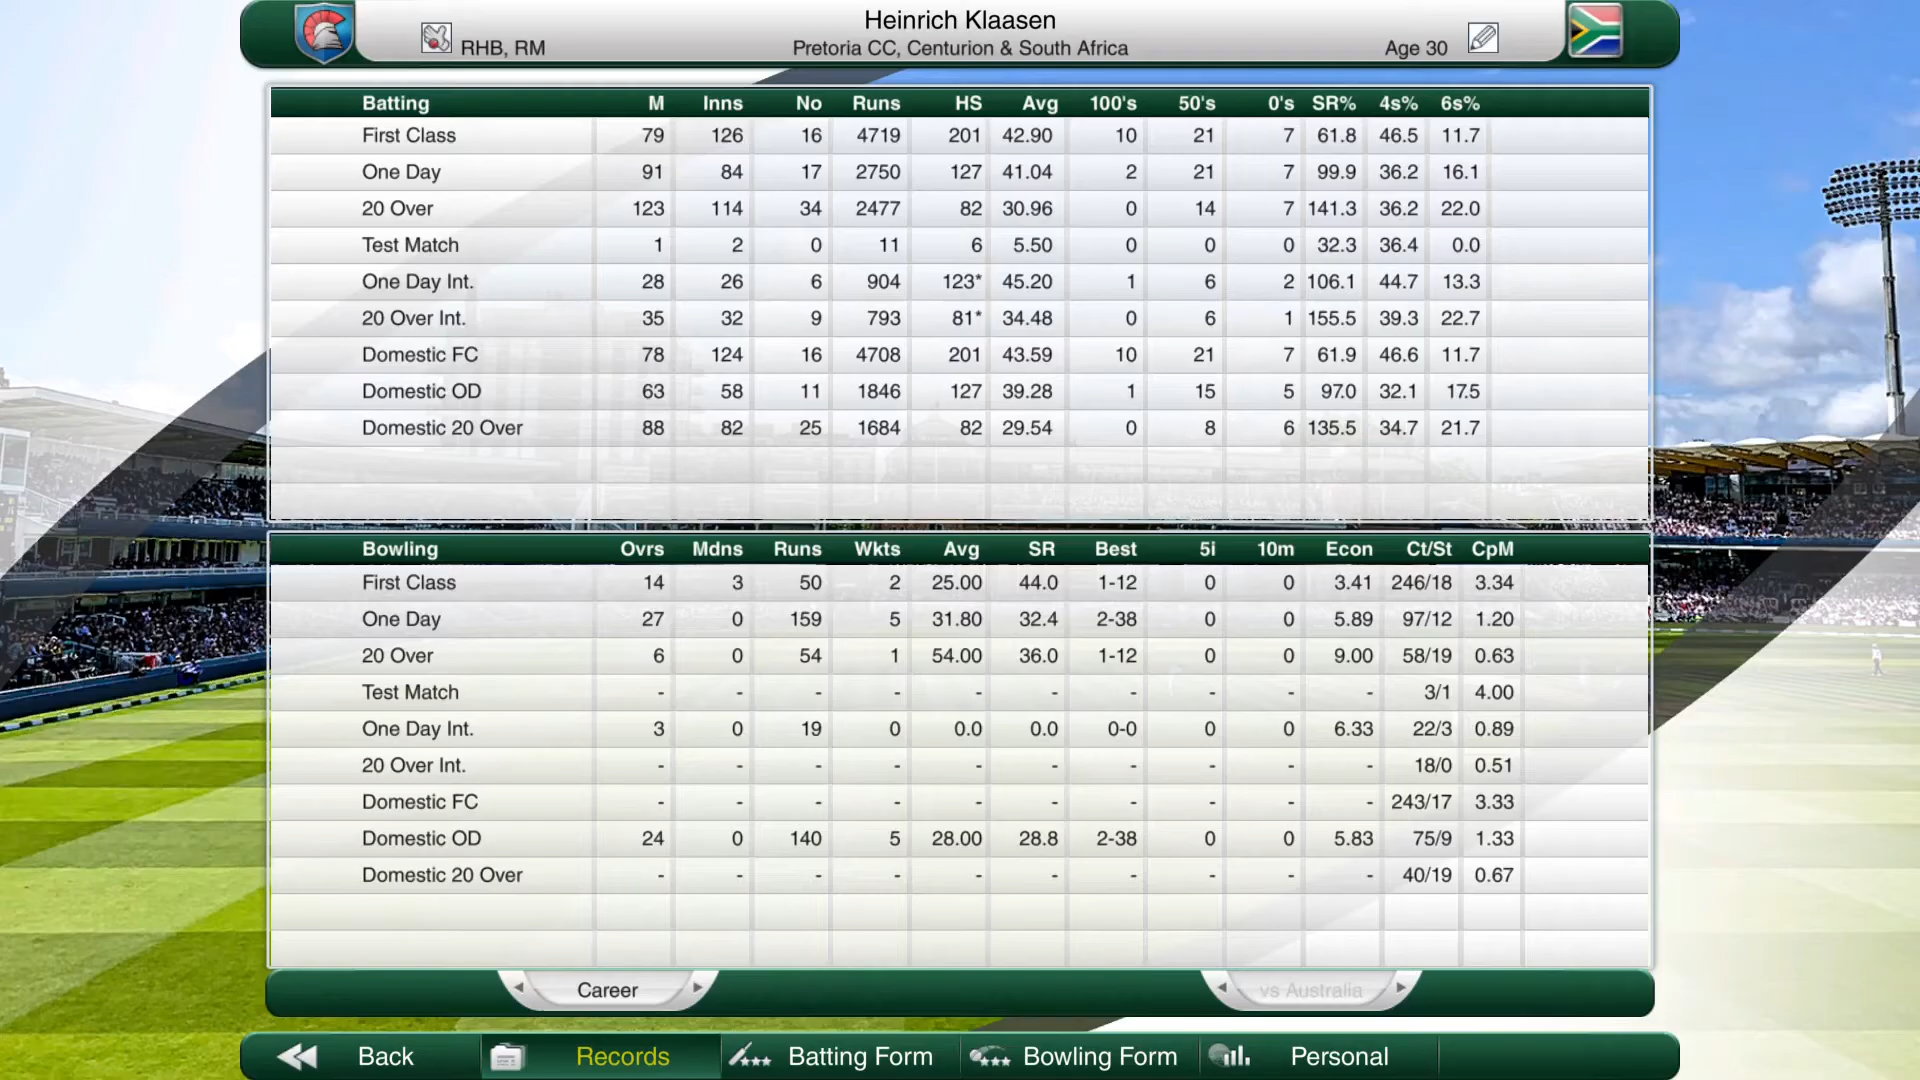 Heinrich Klaasen
RHB, RM
Pretoria CC, Centurion & South Africa
Age 30
Batting M Inns No Runs HS Avg 100's 50's 0's SR% 4s% 6s%
First Class 79 126 16 4719 201 42.90 10 21 7 61.8 46.5 11.7
One Day 91 84 17 2750 127 41.04 2 21 7 99.9 36.2 16.1
20 Over 123 114 34 2477 82 30.96 0 14 7 141.3 36.2 22.0
Test Match 1 2 0 11 6 5.50 0 0 0 32.3 36.4 0.0
One Day Int. 28 26 6 904 123* 45.20 1 6 2 106.1 44.7 13.3
20 Over Int. 35 32 9 793 81* 34.48 0 6 1 155.5 39.3 22.7
Domestic FC 78 124 16 4708 201 43.59 10 21 7 61.9 46.6 11.7
Domestic OD 63 58 11 1846 127 39.28 1 15 5 97.0 32.1 17.5
Domestic 20 Over 88 82 25 1684 82 29.54 0 8 6 135.5 34.7 21.7
Bowling Ovrs Mdns Runs Wkts Avg SR Best 5i 10m Econ Ct/St CpM
First Class 14 3 50 2 25.00 44.0 1-12 0 0 3.41 246/18 3.34
One Day 27 0 159 5 31.80 32.4 2-38 0 0 5.89 97/12 1.20
20 Over 6 0 54 1 54.00 36.0 1-12 0 0 9.00 58/19 0.63
Test Match - - - - - - - - - - 3/1 4.00
One Day Int. 3 0 19 0 0.0 0.0 0-0 0 0 6.33 22/3 0.89
20 Over Int. - - - - - - - - - - 18/0 0.51
Domestic FC - - - - - - - - - - 243/17 3.33
Domestic OD 24 0 140 5 28.00 28.8 2-38 0 0 5.83 75/9 1.33
Domestic 20 Over - - - - - - - - - - 40/19 0.67
Career
vs Australia
Back Records Batting Form Bowling Form Personal